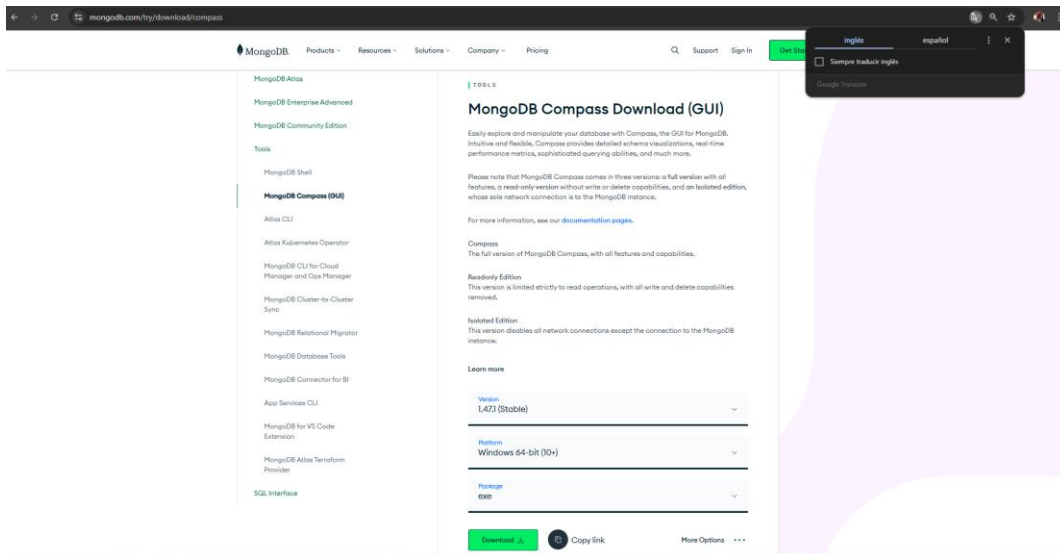 mongodb.com/try/download/compass
inglés español
Siempre traducir inglés
Google Translate
MongoDB. Products Resources Solutions Company Pricing Support Sign In Get Sta
MongoDB Atlas
MongoDB Enterprise Advanced
MongoDB Community Edition
Tools
MongoDB Shell
MongoDB Compass (GUI)
Atlas CLI
Atlas Kubernetes Operator
MongoDB CLI for Cloud
Manager and Ops Manager
MongoDB Cluster-to-Cluster
Sync
MongoDB Relational Migrator
MongoDB Database Tools
MongoDB Connector for BI
App Services CLI
MongoDB for VS Code
Extension
MongoDB Atlas Terraform
Provider
SQL Interface
TOOLS
MongoDB Compass Download (GUI)
Easily explore and manipulate your database with Compass, the GUI for MongoDB.
Intuitive and flexible, Compass provides detailed schema visualizations, real-time
performance metrics, sophisticated querying abilities, and much more.
Please note that MongoDB Compass comes in three versions: a full version with all
features, a read-only version without write or delete capabilities, and an isolated edition,
whose sole network connection is to the MongoDB instance.
For more information, see our documentation pages.
Compass
The full version of MongoDB Compass, with all features and capabilities.
Readonly Edition
This version is limited strictly to read operations, with all write and delete capabilities
removed.
Isolated Edition
This version disables all network connections except the connection to the MongoDB
instance.
Learn more
Version
1.47.1 (Stable)
Platform
Windows 64-bit (10+)
Package
exe
Download Copy link More Options